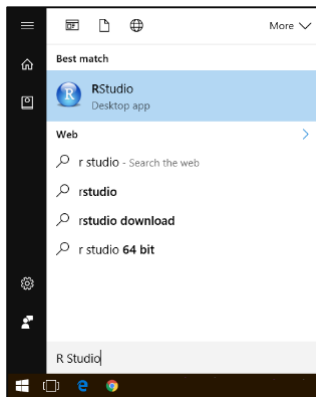 More
Best match
RStudio
Desktop app
Web
r studio - Search the web
rstudio
rstudio download
r studio 64 bit
R Studio